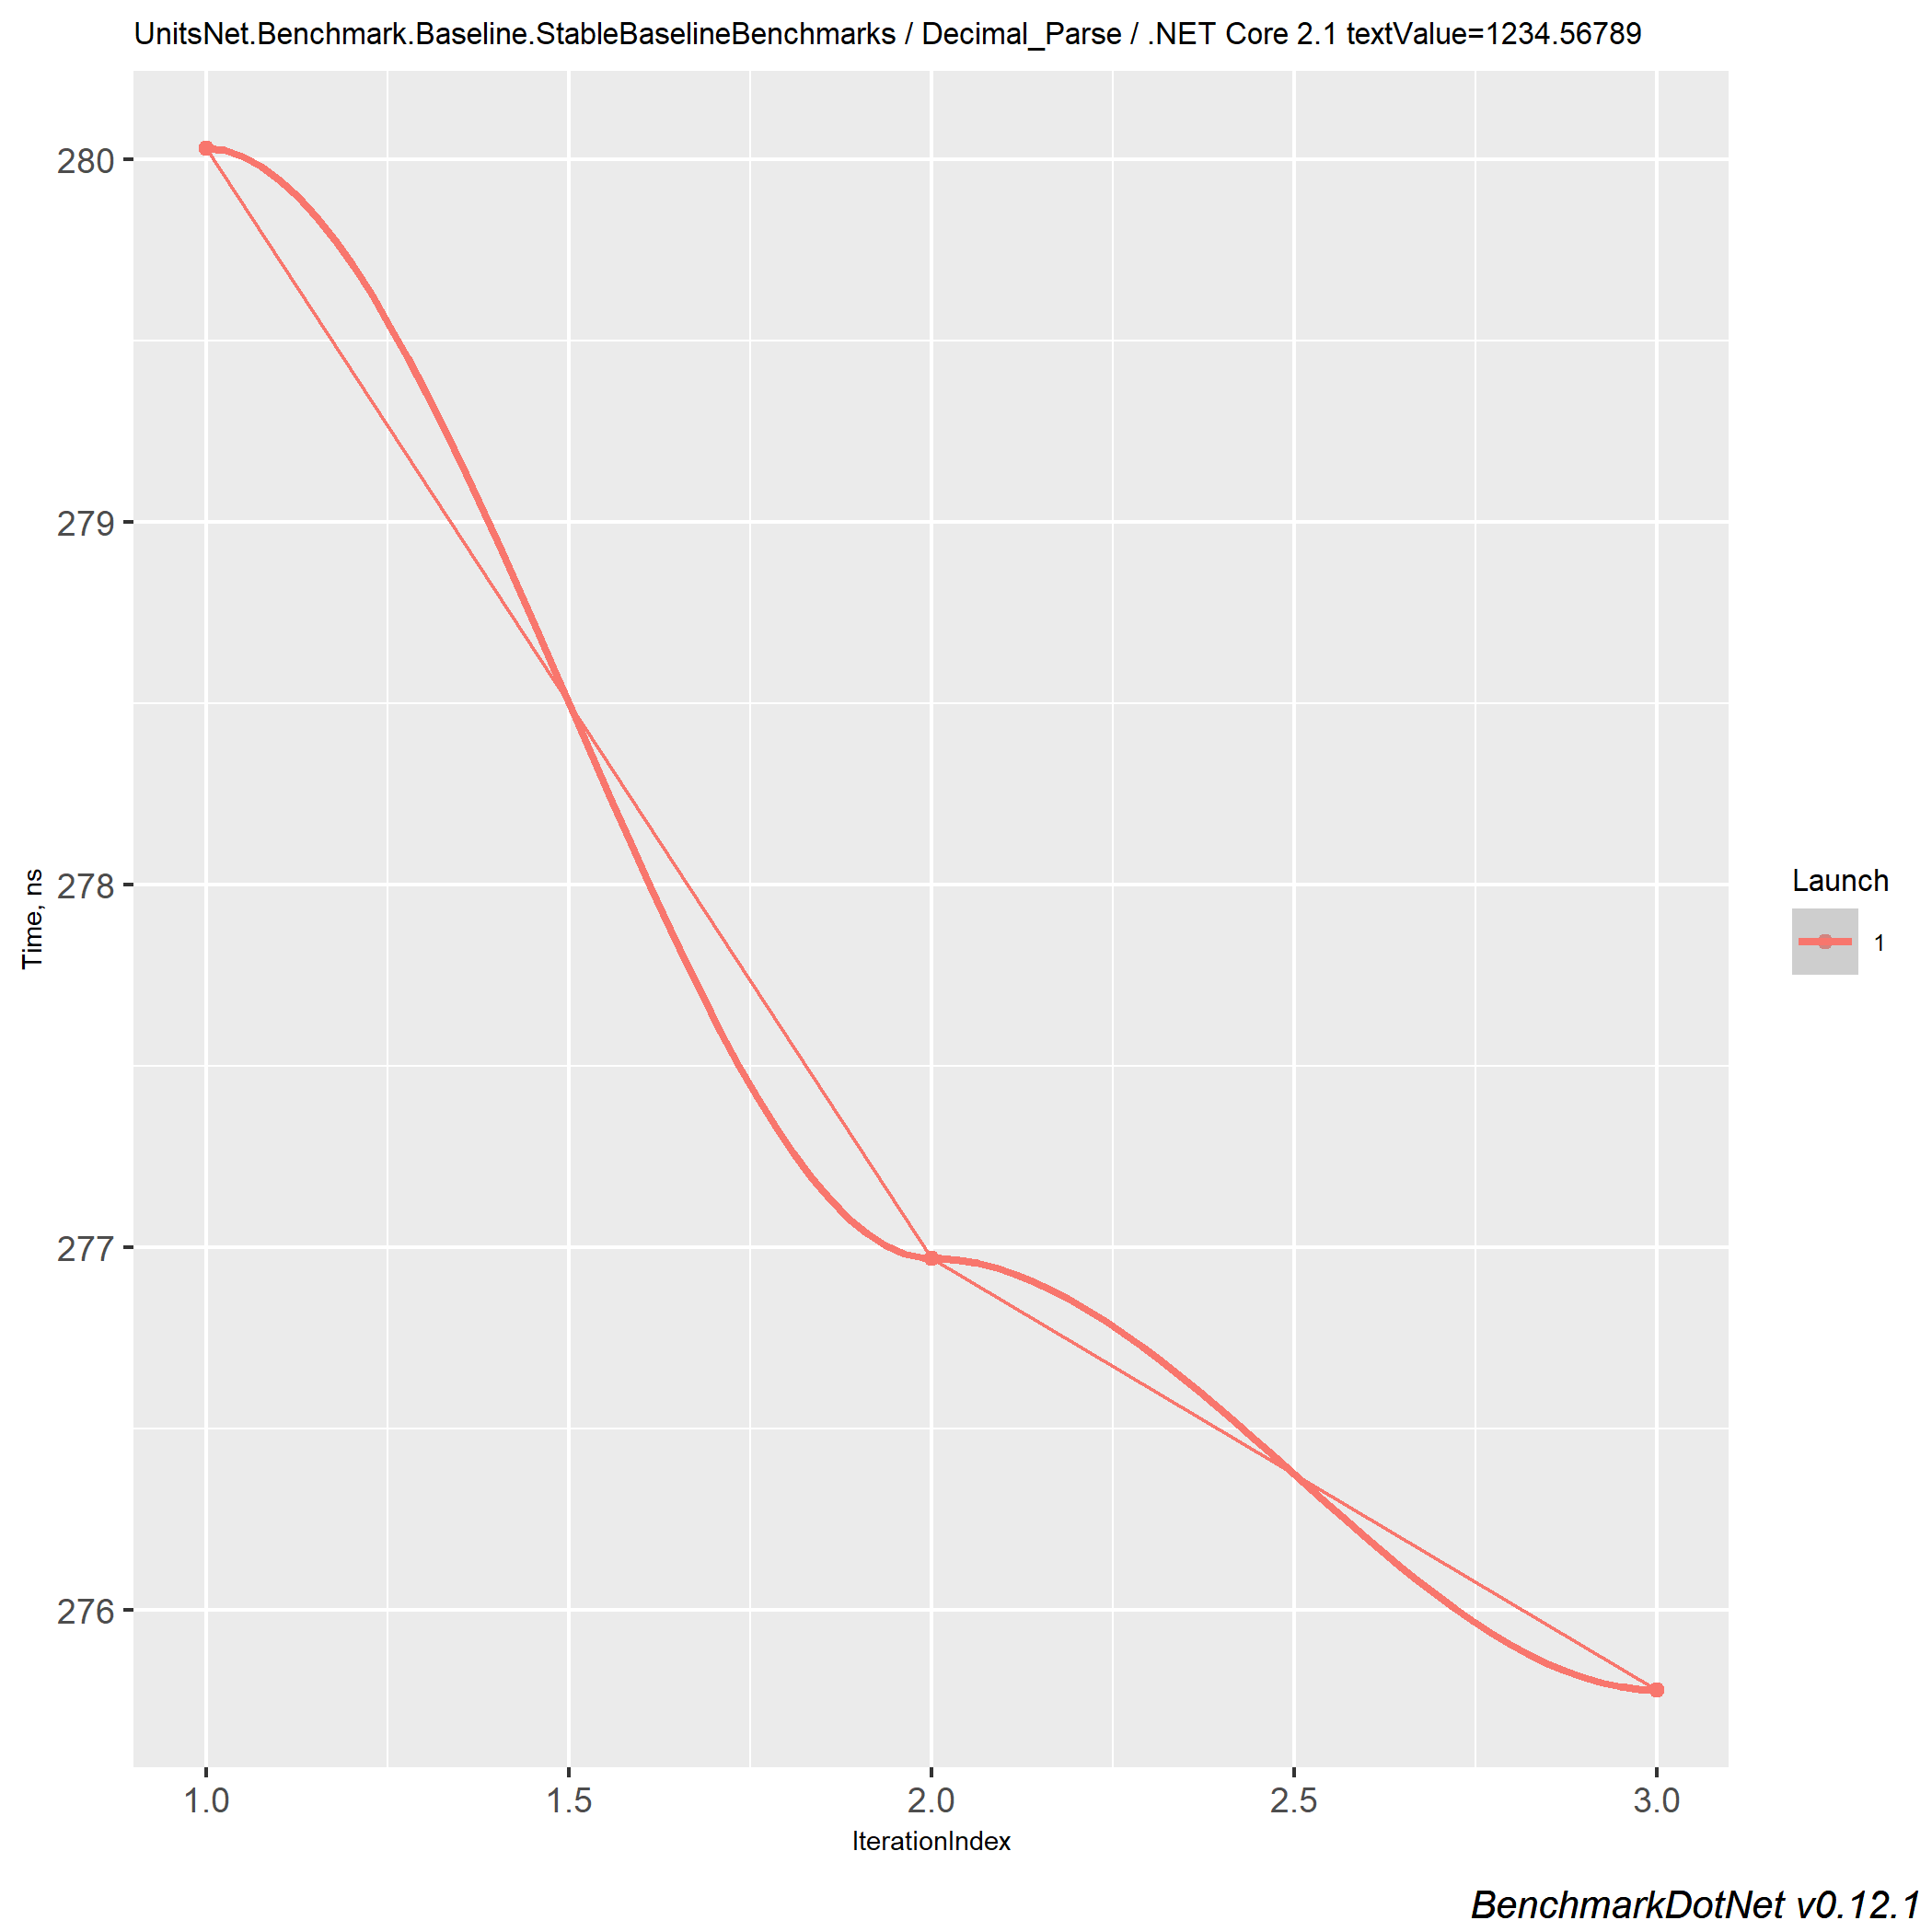 UnitsNet.Benchmark.Baseline.StableBaselineBenchmarks / Decimal_Parse / .NET Core 2.1 textValue=1234.56789
280
279
278
277
276
Time, ns
1.0 1.5 2.0 2.5 3.0
IterationIndex
Launch
1
BenchmarkDotNet v0.12.1